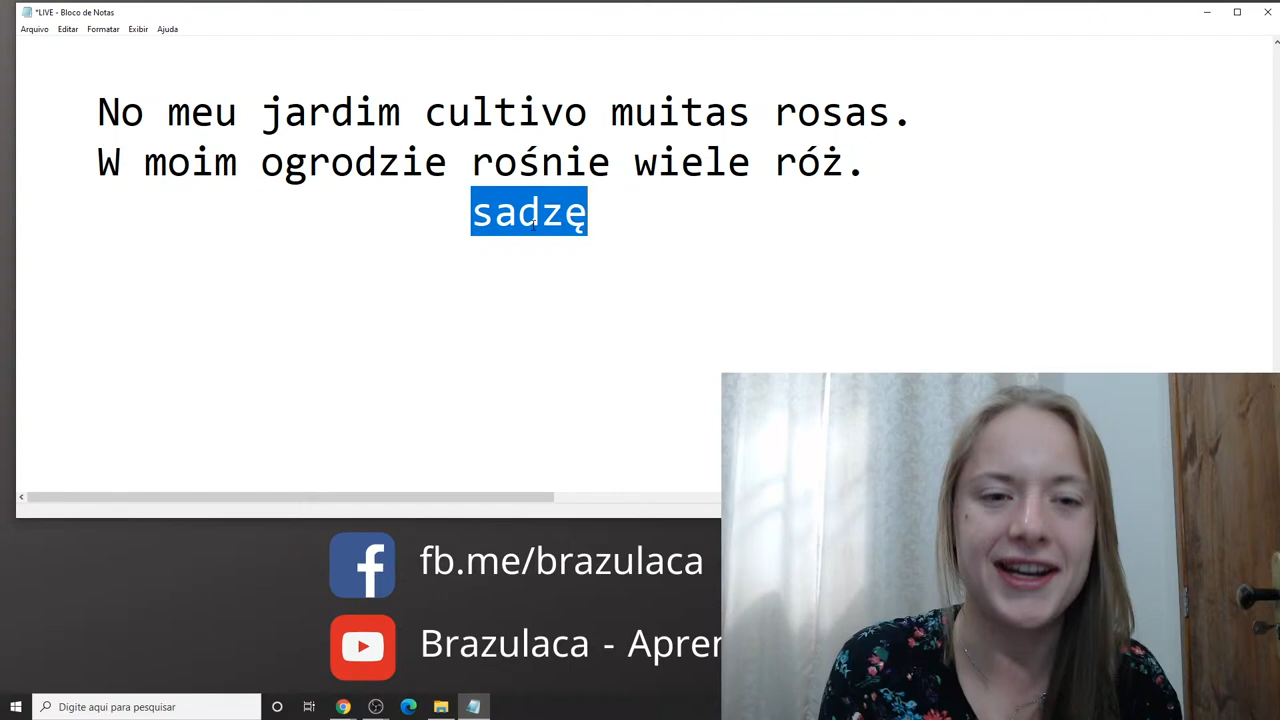 *LIVE - Bloco de Notas
Arquivo Editar Formatar Exibir Ajuda
No meu jardim cultivo muitas rosas.
W moim ogrodzie rośnie wiele róż.
sadzę
fb.me/brazulaca
Brazulaca - Apren
Digite aqui para pesquisar